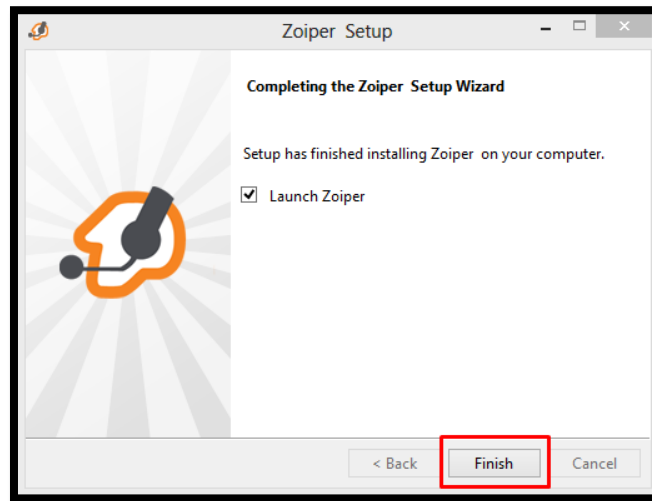 Zoiper Setup
Completing the Zoiper Setup Wizard
Setup has finished installing Zoiper on your computer.
Launch Zoiper
< Back
Finish
Cancel